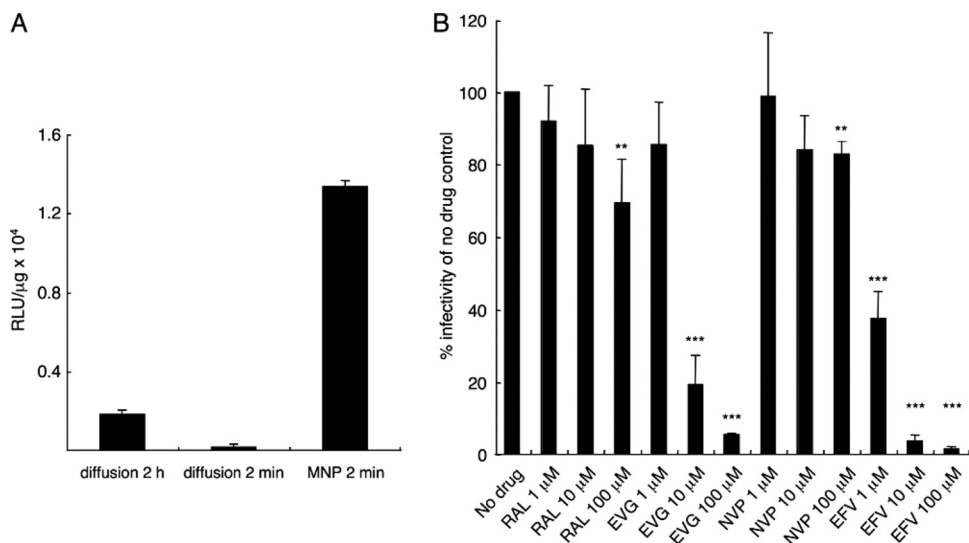 A
RLU/μg x 10⁴
1.6
1.2
0.8
0.4
diffusion 2 h
diffusion 2 min
MNP 2 min
B
% infectivity of no drug control
120
100
80
60
40
20
0
**
***
***
**
***
***
***
No drug
RAL 1 μM
RAL 10 μM
RAL 100 μM
EVG 1 μM
EVG 10 μM
EVG 100 μM
NVP 1 μM
NVP 10 μM
NVP 100 μM
EFV 1 μM
EFV 10 μM
EFV 100 μM